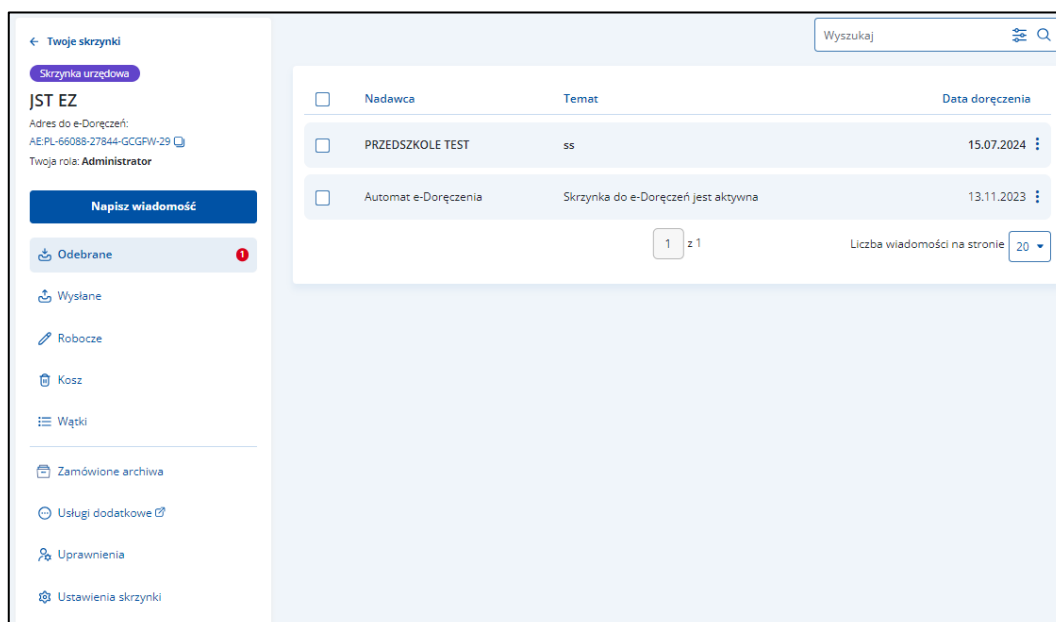 ← Twoje skrzynki
Skrzynka urzędowa
JST EZ
Adres do e-Doręczeń:
AE:PL-66088-27844-GCGFW-29
Twoja rola: Administrator
Napisz wiadomość
Odebrane 1
Wysłane
Robocze
Kosz
Wątki
Zamówione archiwa
Usługi dodatkowe
Uprawnienia
Ustawienia skrzynki
Wyszukaj
Nadawca Temat Data doręczenia
PRZEDSZKOLE TEST ss 15.07.2024
Automat e-Doręczenia Skrzynka do e-Doręczeń jest aktywna 13.11.2023
1 z 1 Liczba wiadomości na stronie 20